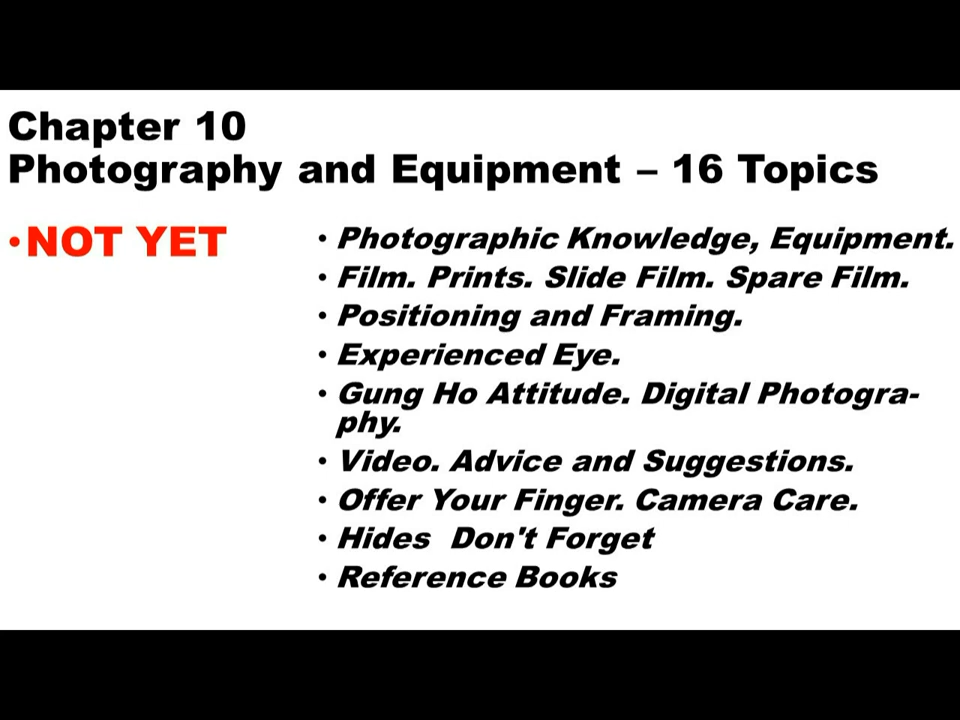 Chapter 10
Photography and Equipment – 16 Topics
•NOT YET
• Photographic Knowledge, Equipment.
• Film. Prints. Slide Film. Spare Film.
• Positioning and Framing.
• Experienced Eye.
• Gung Ho Attitude. Digital Photogra-
phy.
• Video. Advice and Suggestions.
• Offer Your Finger. Camera Care.
• Hides  Don't Forget
• Reference Books